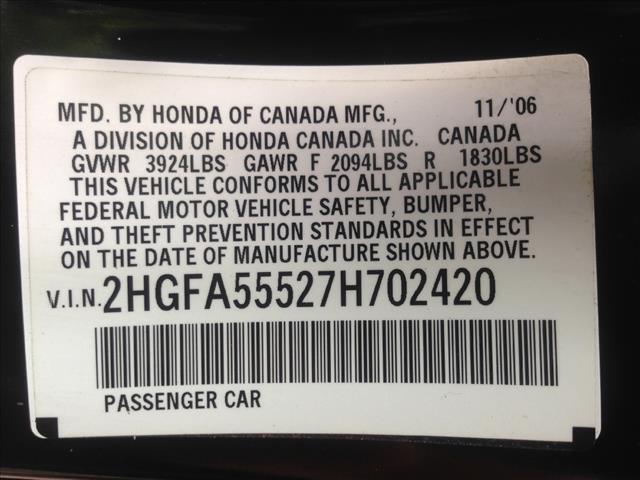 MFD. BY HONDA OF CANADA MFG., 11/'06
A DIVISION OF HONDA CANADA INC. CANADA
GVWR 3924LBS GAWR F 2094LBS R 1830LBS
THIS VEHICLE CONFORMS TO ALL APPLICABLE
FEDERAL MOTOR VEHICLE SAFETY, BUMPER,
AND THEFT PREVENTION STANDARDS IN EFFECT
ON THE DATE OF MANUFACTURE SHOWN ABOVE.
V.I.N. 2HGFA55527H702420
PASSENGER CAR